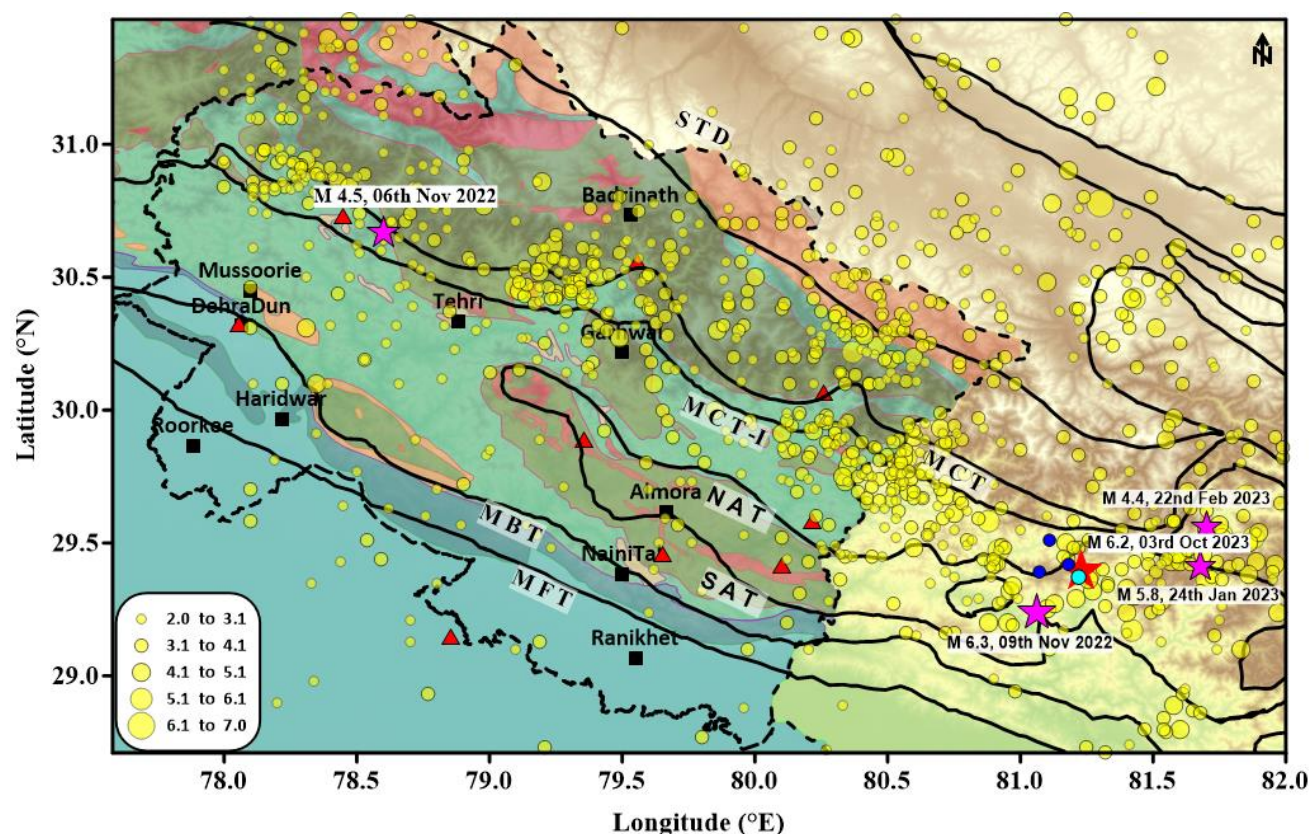 N
STD
31.0
M 4.5, 06th Nov 2022
Badrinath
30.5
Mussoorie
DehraDun
Tehri
Garhwal
30.0
Haridwar
Roorkee
MCT-I
MCT
Almora
NAT
M 4.4, 22nd Feb 2023
29.5
MBT
NainiTal
M 6.2, 03rd Oct 2023
MFT
SAT
M 5.8, 24th Jan 2023
M 6.3, 09th Nov 2022
Ranikhet
29.0
2.0 to 3.1
3.1 to 4.1
4.1 to 5.1
5.1 to 6.1
6.1 to 7.0
Latitude (°N)
78.0 78.5 79.0 79.5 80.0 80.5 81.0 81.5 82.0
Longitude (°E)